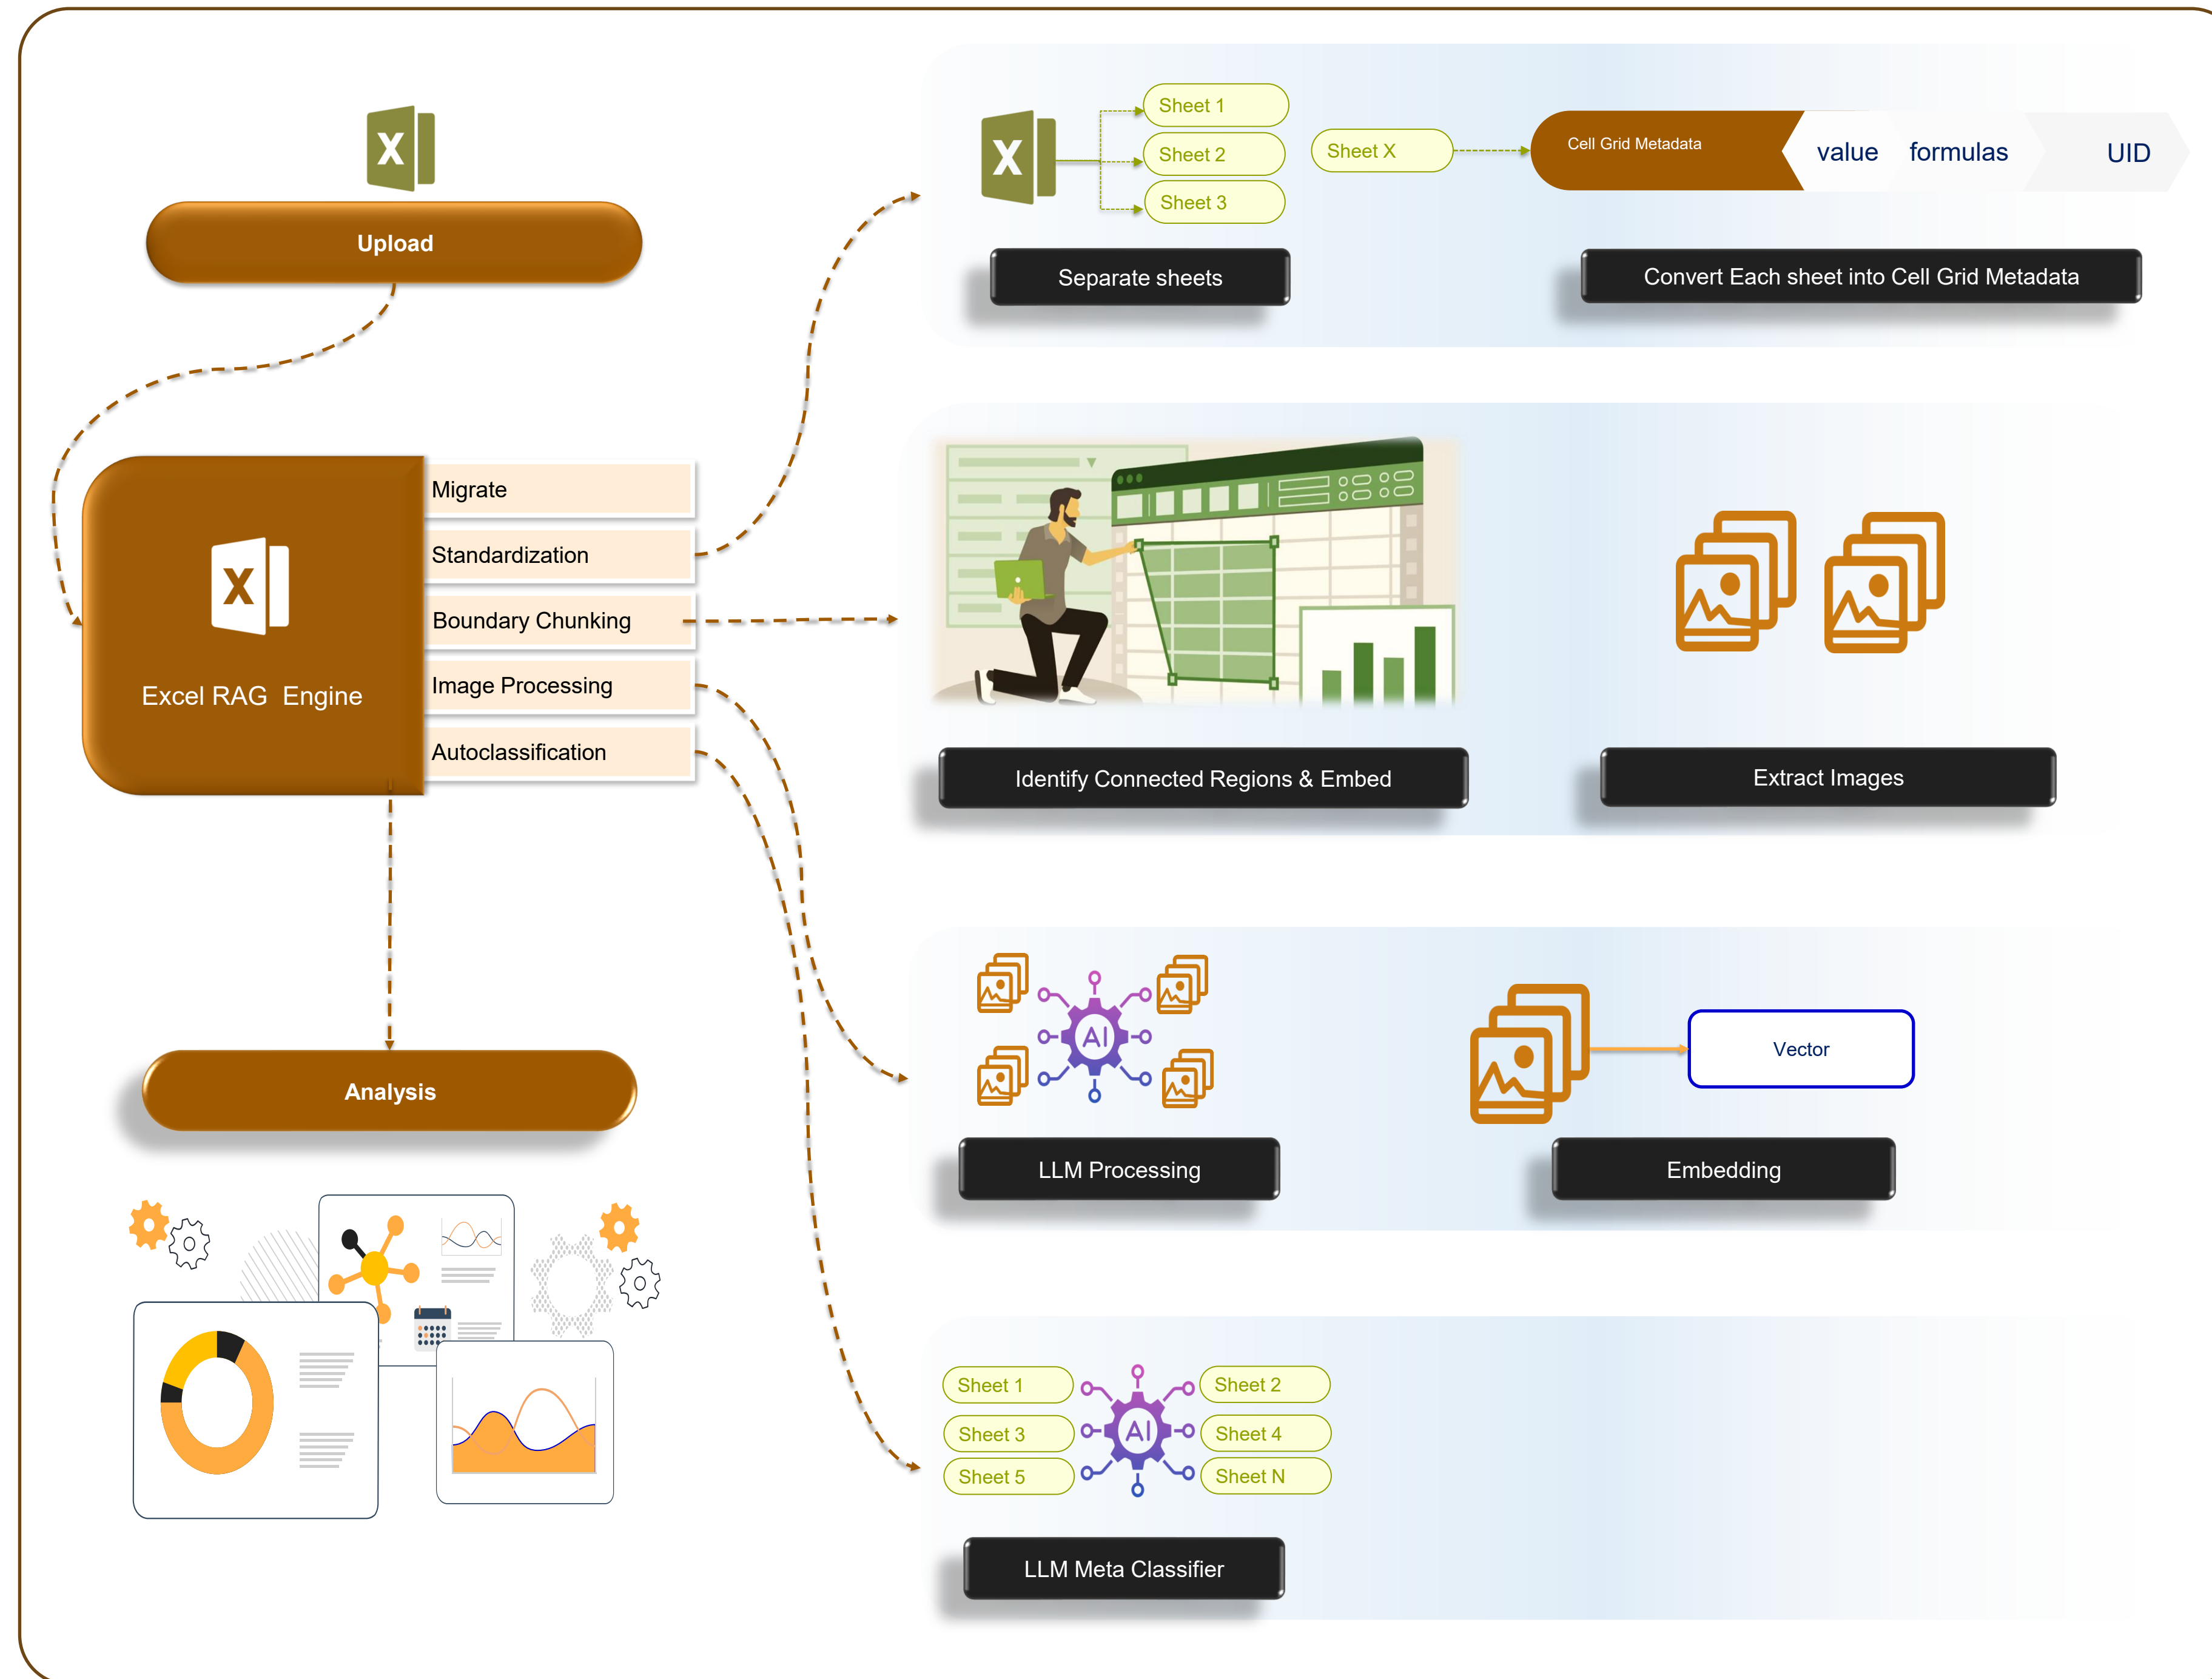 X
Upload
X
Excel RAG Engine
Migrate
Standardization
Boundary Chunking
Image Processing
Autoclassification
Analysis
X
Sheet 1
Sheet 2
Sheet 3
Sheet X
Cell Grid Metadata
value
formulas
UID
Separate sheets
Convert Each sheet into Cell Grid Metadata
Identify Connected Regions & Embed
Extract Images
AI
Vector
LLM Processing
Embedding
Sheet 1
Sheet 2
Sheet 3
AI
Sheet 4
Sheet 5
Sheet N
LLM Meta Classifier